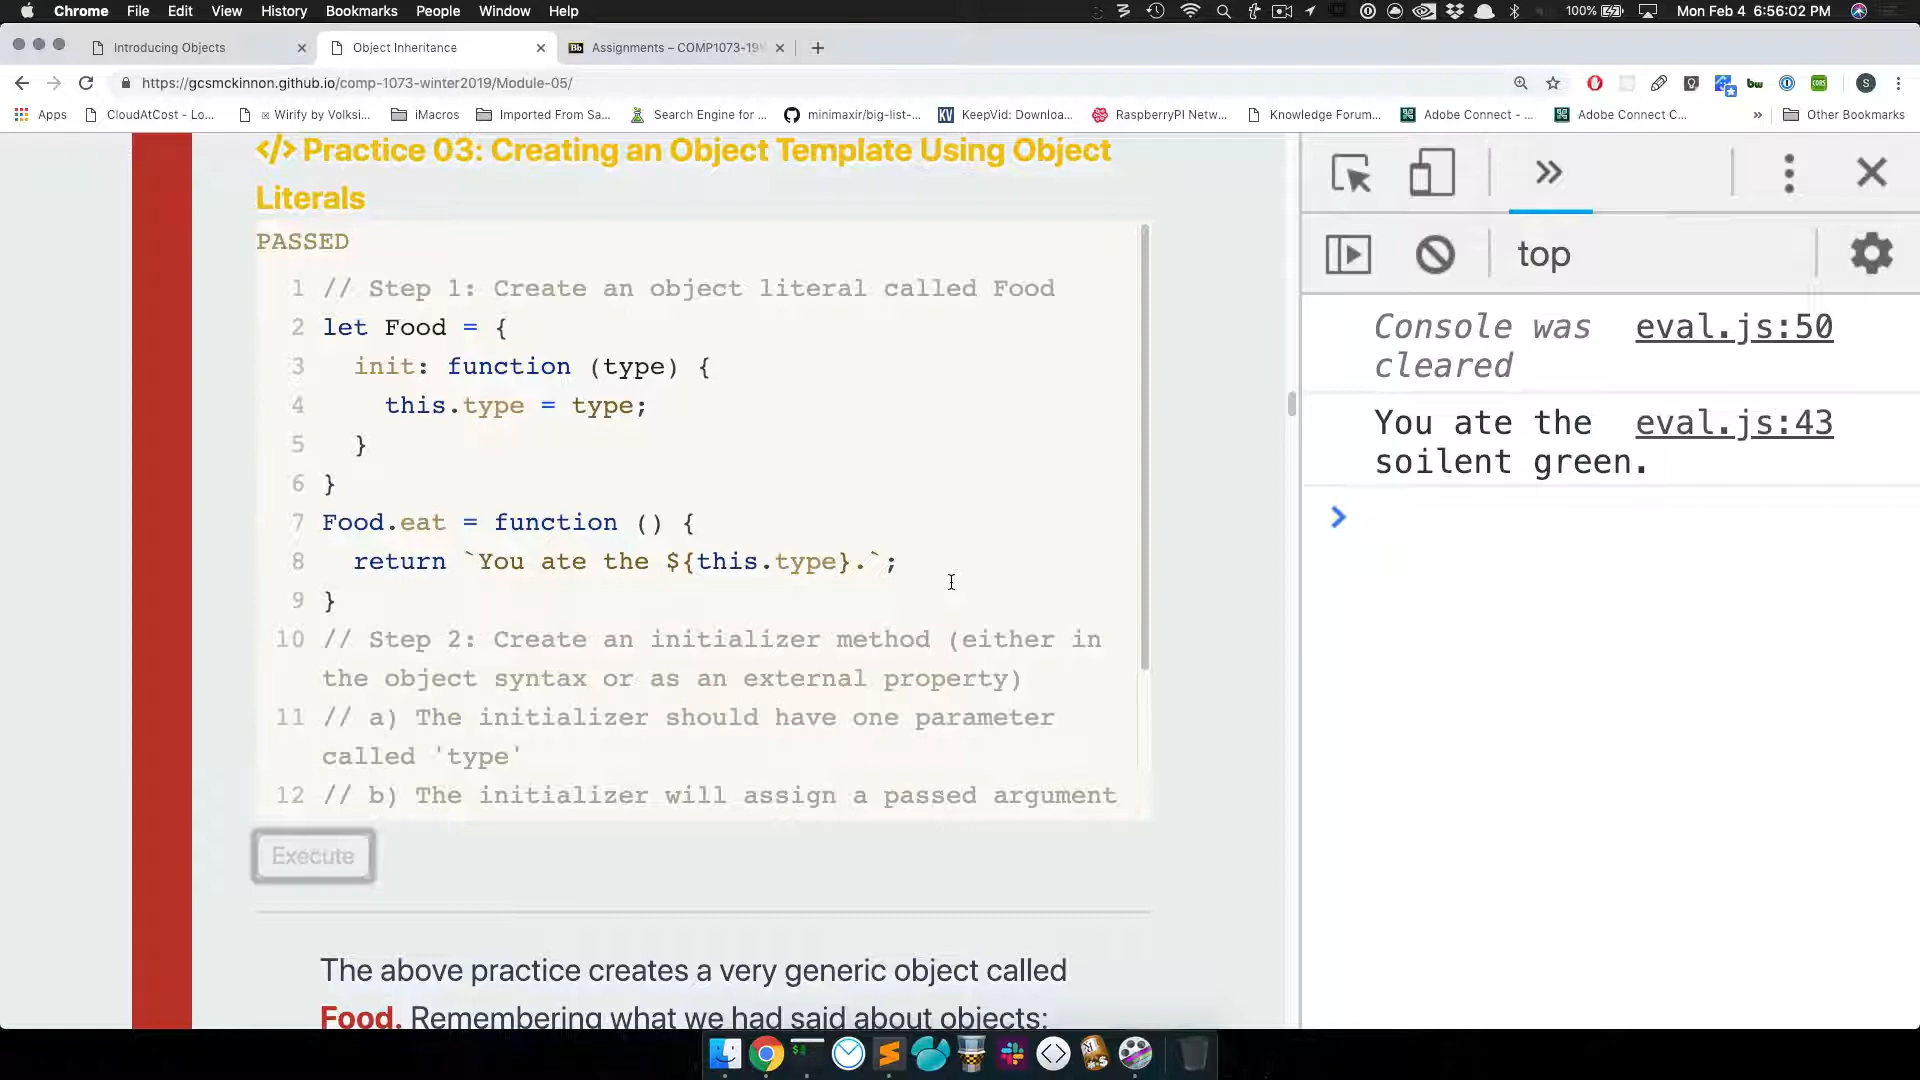 Chrome File Edit View History Bookmarks People Window Help 100% Mon Feb 4 6:56:02 PM
Introducing Objects
Object Inheritance
Bb Assignments – COMP1073-19
https://gcsmckinnon.github.io/comp-1073-winter2019/Module-05/
Apps CloudAtCost - Lo... Wirify by Volksi... iMacros Imported From Sa... Search Engine for ... minimaxir/big-list-... KV KeepVid: Downloa... RaspberryPI Netw... Knowledge Forum... Adobe Connect - ... Adobe Connect C... » Other Bookmarks
</> Practice 03: Creating an Object Template Using Object
Literals
PASSED
1 // Step 1: Create an object literal called Food
2 let Food = {
3 init: function (type) {
4 this.type = type;
5 }
6 }
7 Food.eat = function () {
8 return `You ate the ${this.type}.`;
9 }
10 // Step 2: Create an initializer method (either in
the object syntax or as an external property)
11 // a) The initializer should have one parameter
called 'type'
12 // b) The initializer will assign a passed argument
Execute
The above practice creates a very generic object called
Food. Remembering what we had said about objects:
top
Console was eval.js:50
cleared
You ate the eval.js:43
soilent green.